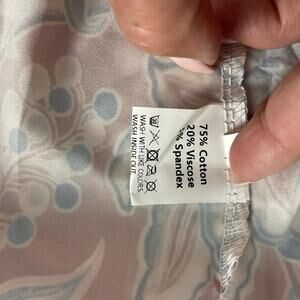 75% Cotton
20% Viscose
% Spandex
WASH WITH LIKE COLORS.
WASH INSIDE OUT